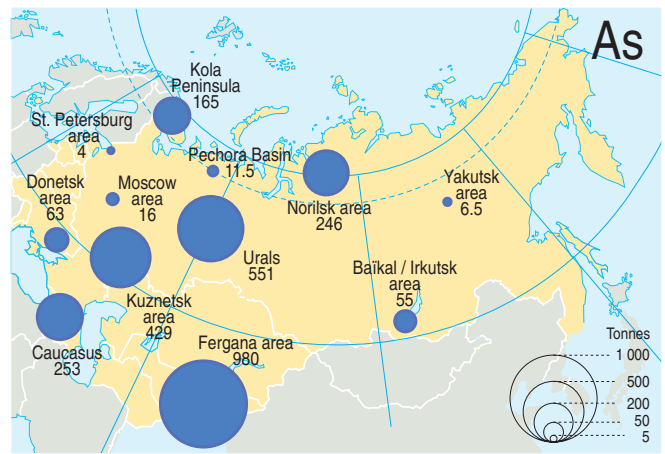 As
Kola
Peninsula
165
St. Petersburg
area
4
Pechora Basin
11.5
Donetsk
area
63
Moscow
area
16
Norilsk area
246
Yakutsk
area
6.5
Urals
551
Baïkal / Irkutsk
area
55
Kuznetsk
area
429
Caucasus
253
Fergana area
980
Tonnes
1 000
500
200
50
5